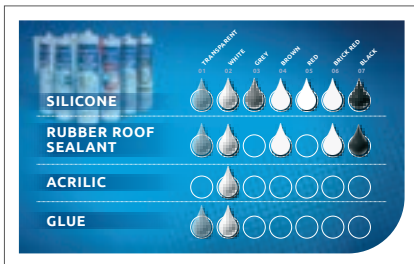 TRANSPARENT WHITE GREY BROWN RED BRICK RED BLACK
01 02 03 04 05 06 07
SILICONE
RUBBER ROOF
SEALANT
ACRILIC
GLUE